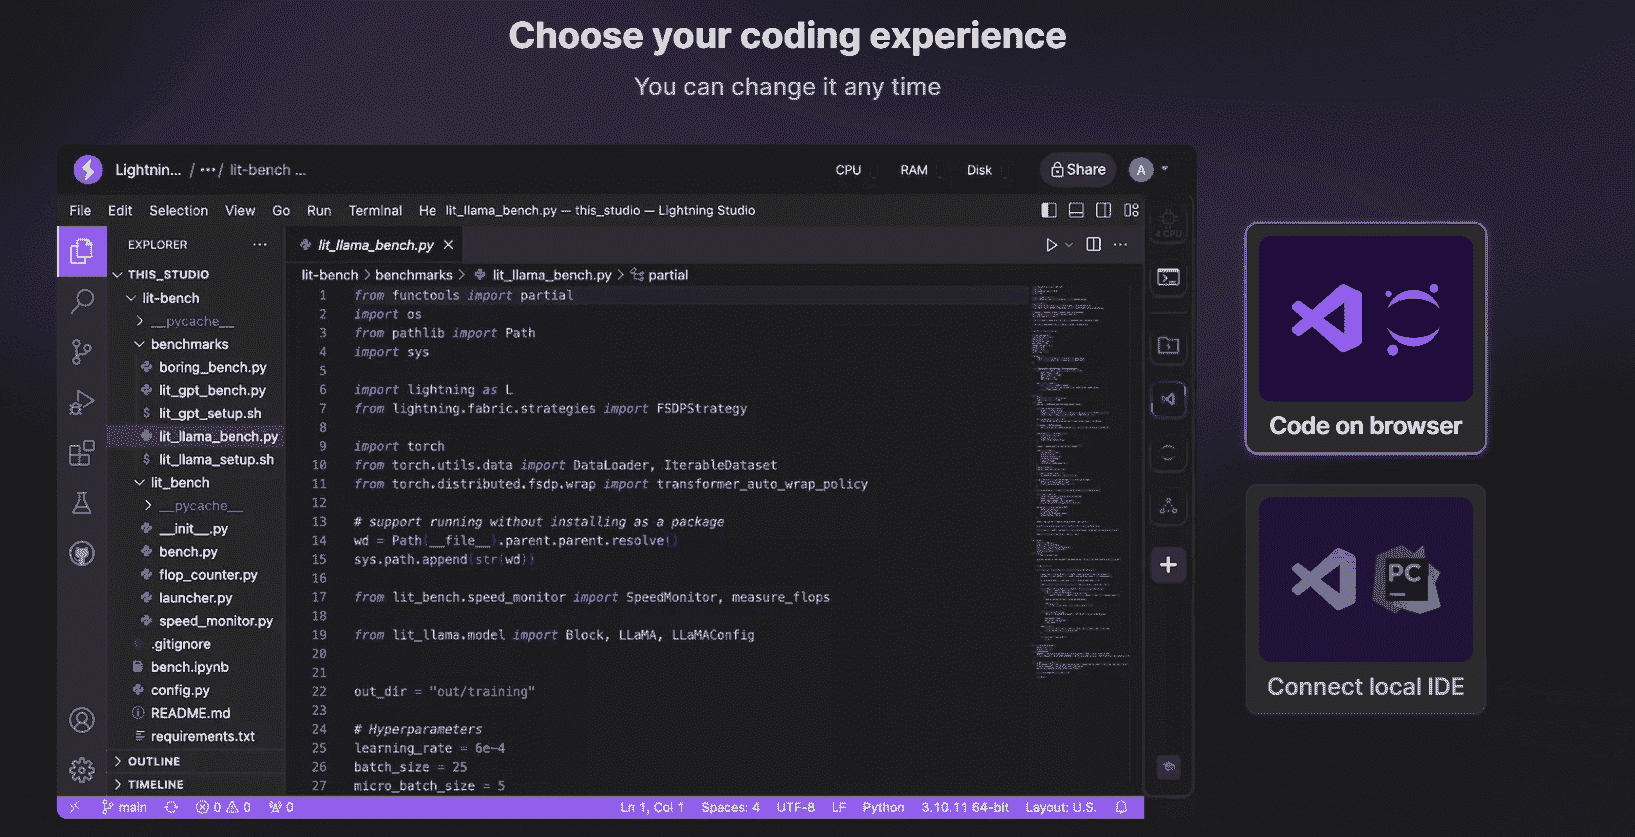 Choose your coding experience
You can change it any time
Lightnin... / ··· / lit-bench ...
CPU RAM Disk Share A
File Edit Selection View Go Run Terminal He lit_llama_bench.py — this_studio — Lightning Studio
EXPLORER ···
lit_llama_bench.py
THIS_STUDIO
lit-bench
__pycache__
benchmarks
boring_bench.py
lit_gpt_bench.py
$ lit_gpt_setup.sh
lit_llama_bench.py
$ lit_llama_setup.sh
lit_bench
__pycache__
__init__.py
bench.py
flop_counter.py
launcher.py
speed_monitor.py
.gitignore
bench.ipynb
config.py
README.md
requirements.txt
OUTLINE
TIMELINE
lit-bench > benchmarks > lit_llama_bench.py > partial
1 from functools import partial
2 import os
3 from pathlib import Path
4 import sys
5
6 import lightning as L
7 from lightning.fabric.strategies import FSDPStrategy
8
9 import torch
10 from torch.utils.data import DataLoader, IterableDataset
11 from torch.distributed.fsdp.wrap import transformer_auto_wrap_policy
12
13 # support running without installing as a package
14 wd = Path(__file__).parent.parent.resolve()
15 sys.path.append(str(wd))
16
17 from lit_bench.speed_monitor import SpeedMonitor, measure_flops
18
19 from lit_llama.model import Block, LLaMA, LLaMAConfig
20
21
22 out_dir = "out/training"
23
24 # Hyperparameters
25 learning_rate = 6e-4
26 batch_size = 25
27 micro_batch_size = 5
4 CPU
main 0 0 0 Ln 1, Col 1 Spaces: 4 UTF-8 LF Python 3.10.11 64-bit Layout: U.S.
Code on browser
PC
Connect local IDE